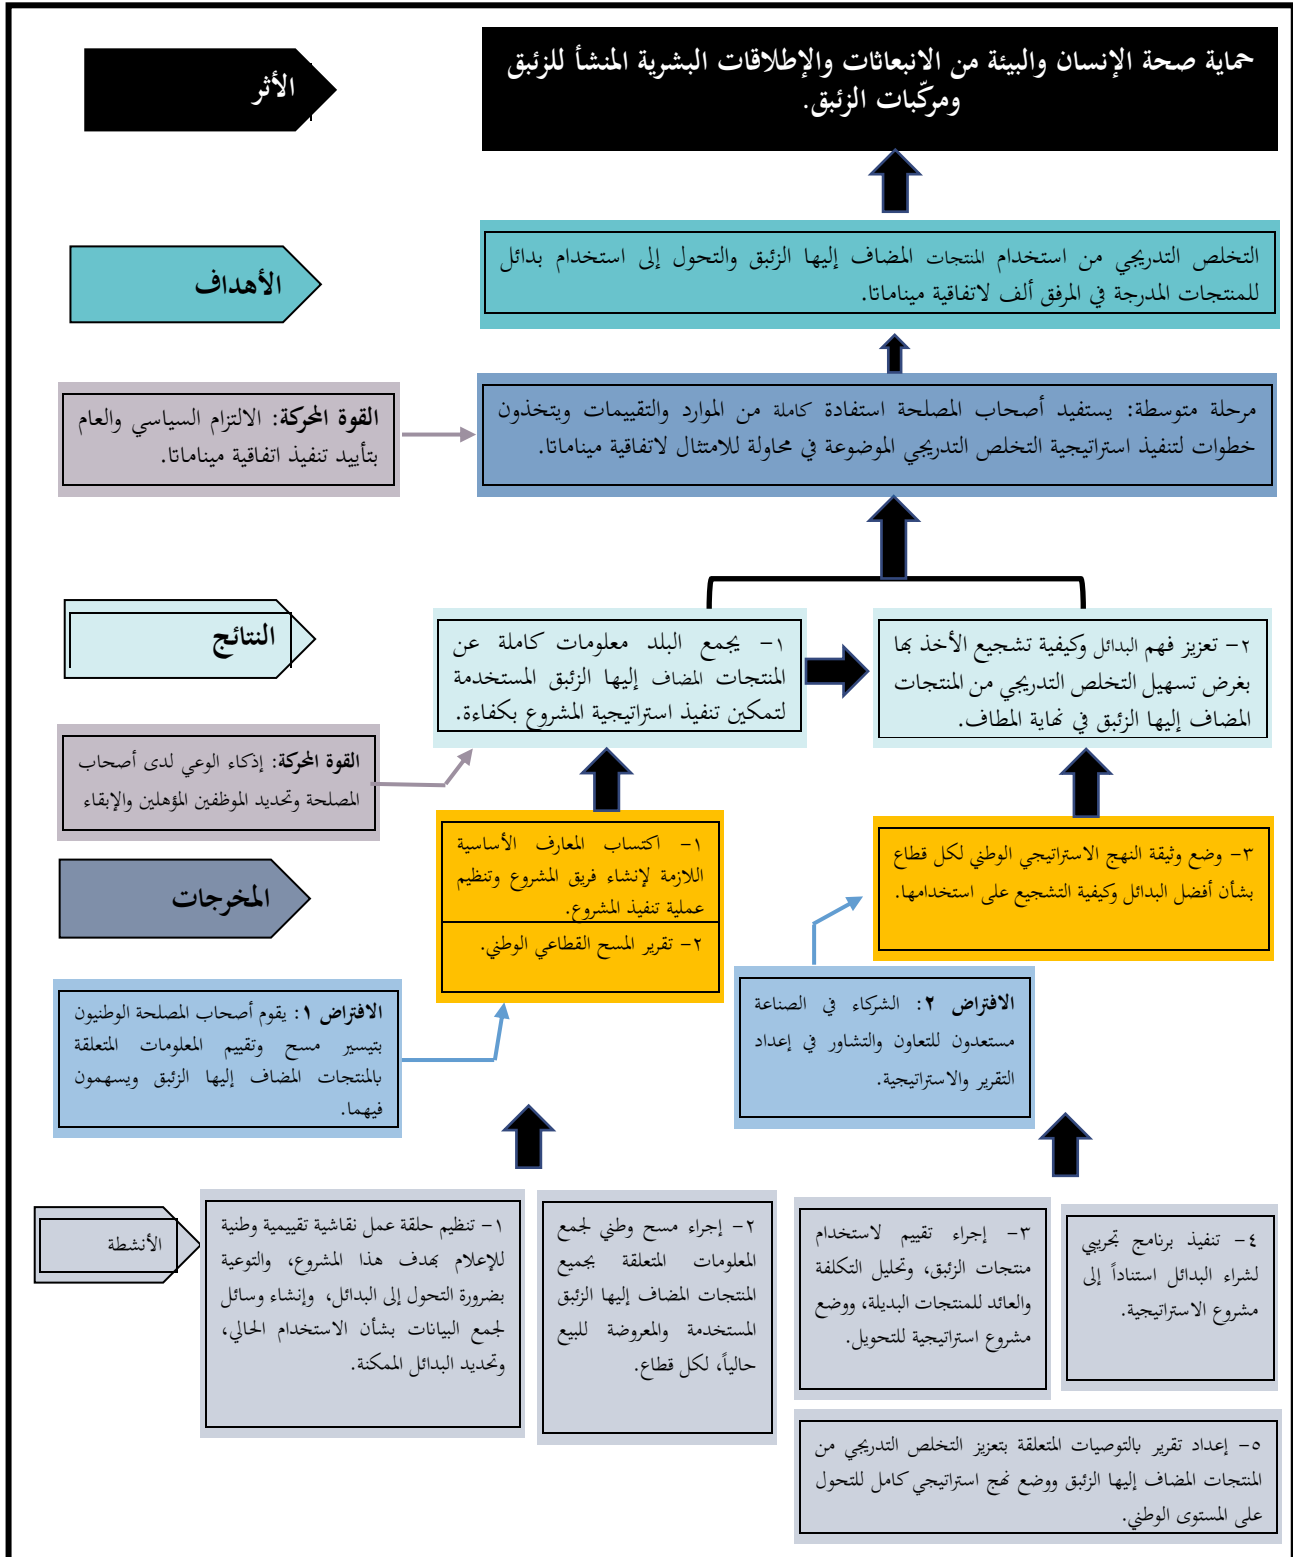 الأثر
حماية صحة الإنسان والبيئة من الانبعاثات والإطلاقات البشرية المنشأ للزئبق
ومركّبات الزئبق.
الأهداف
التخلص التدريجي من استخدام المنتجات المضاف إليها الزئبق والتحول إلى استخدام بدائل
للمنتجات المدرجة في المرفق ألف لاتفاقية ميناماتا.
القوة المحركة: الالتزام السياسي والعام
بتأييد تنفيذ اتفاقية ميناماتا.
مرحلة متوسطة: يستفيد أصحاب المصلحة استفادة كاملة من الموارد والتقييمات ويتخذون
خطوات لتنفيذ استراتيجية التخلص التدريجي الموضوعة في محاولة للامتثال لاتفاقية ميناماتا.
النتائج
١- يجمع البلد معلومات كاملة عن
المنتجات المضاف إليها الزئبق المستخدمة
لتمكين تنفيذ استراتيجية المشروع بكفاءة.
٢- تعزيز فهم البدائل وكيفية تشجيع الأخذ بها
بغرض تسهيل التخلص التدريجي من المنتجات
المضاف إليها الزئبق في نهاية المطاف.
القوة المحركة: إذكاء الوعي لدى أصحاب
المصلحة وتحديد الموظفين المؤهلين والإبقاء
المخرجات
١- اكتساب المعارف الأساسية
اللازمة لإنشاء فريق المشروع وتنظيم
عملية تنفيذ المشروع.
٢- تقرير المسح القطاعي الوطني.
٣- وضع وثيقة النهج الاستراتيجي الوطني لكل قطاع
بشأن أفضل البدائل وكيفية التشجيع على استخدامها.
الافتراض ١: يقوم أصحاب المصلحة الوطنيون
بتيسير مسح وتقييم المعلومات المتعلقة
بالمنتجات المضاف إليها الزئبق ويسهمون
فيهما.
الافتراض ٢: الشركاء في الصناعة
مستعدون للتعاون والتشاور في إعداد
التقرير والاستراتيجية.
الأنشطة
١- تنظيم حلقة عمل نقاشية تقييمية وطنية
للإعلام بهدف هذا المشروع، والتوعية
بضرورة التحول إلى البدائل، وإنشاء وسائل
لجمع البيانات بشأن الاستخدام الحالي،
وتحديد البدائل الممكنة.
٢- إجراء مسح وطني لجمع
المعلومات المتعلقة بجميع
المنتجات المضاف إليها الزئبق
المستخدمة والمعروضة للبيع
حالياً، لكل قطاع.
٣- إجراء تقييم لاستخدام
منتجات الزئبق، وتحليل التكلفة
والعائد للمنتجات البديلة، ووضع
مشروع استراتيجية للتحويل.
٤- تنفيذ برنامج تجريبي
لشراء البدائل استناداً إلى
مشروع الاستراتيجية.
٥- إعداد تقرير بالتوصيات المتعلقة بتعزيز التخلص التدريجي من
المنتجات المضاف إليها الزئبق ووضع نهج استراتيجي كامل للتحول
على المستوى الوطني.